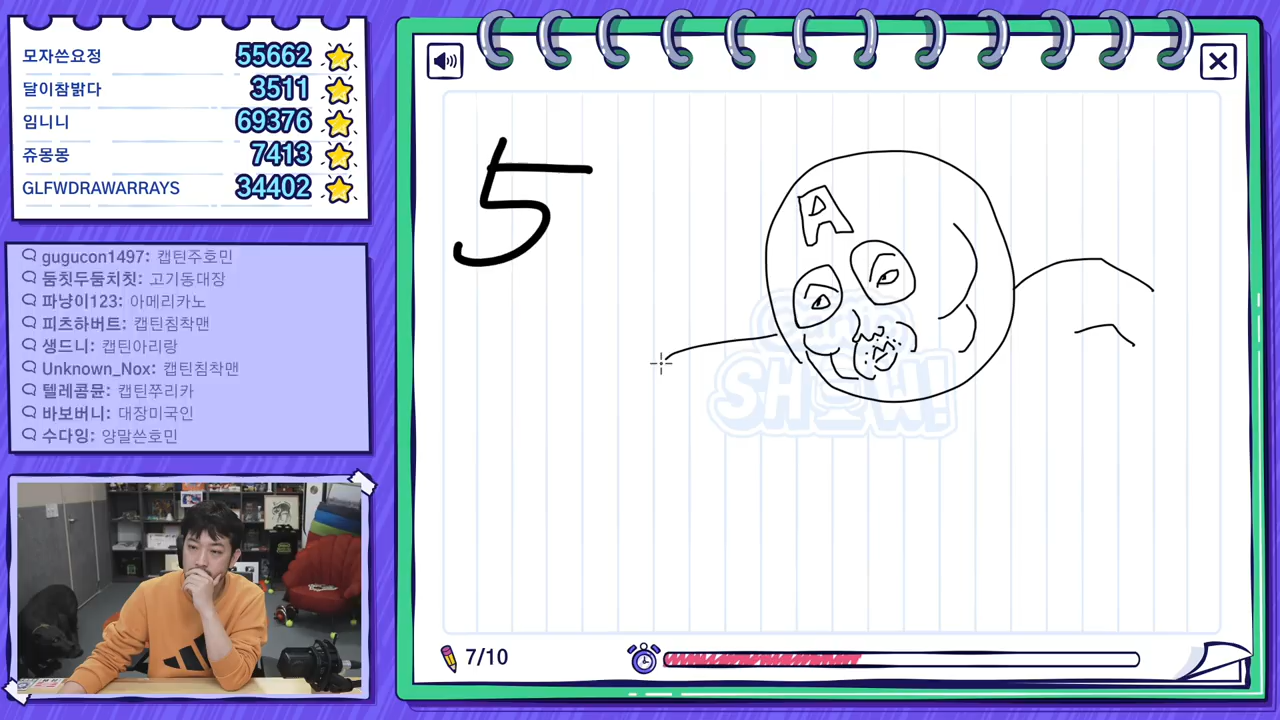 모자쓴요정 55662
달이참밝다 3511
임니니 69376
쥬몽몽 7413
GLFWDRAWARRAYS 34402
gugucon1497: 캡틴주호민
둠칫두둠치칫: 고기동대장
파냥이123: 아메리카노
피츠하버트: 캡틴침착맨
생드니: 캡틴아리랑
Unknown_Nox: 캡틴침착맨
텔레콤뮨: 캡틴쭈리카
바보버니: 대장미국인
수다잉: 양말쓴호민
5
A
SHOW!
7/10